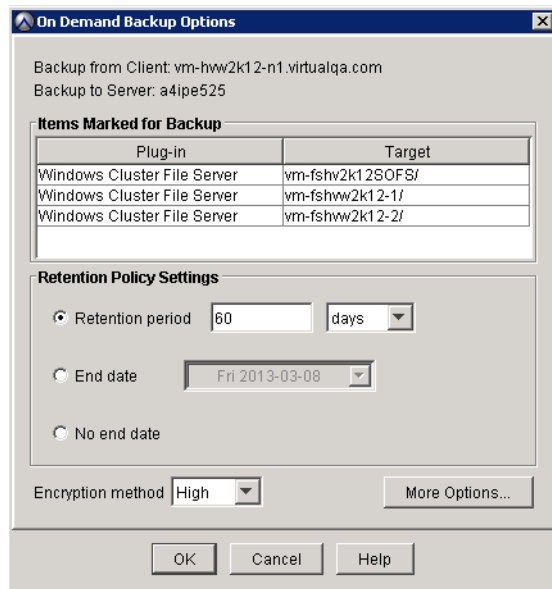 On Demand Backup Options
Backup from Client: vm-hvw2k12-n1.virtualqa.com
Backup to Server: a4ipe525
Items Marked for Backup
Plug-in Target
Windows Cluster File Server vm-fshv2k12SOFS/
Windows Cluster File Server vm-fshvw2k12-1/
Windows Cluster File Server vm-fshvw2k12-2/
Retention Policy Settings
Retention period 60 days
End date Fri 2013-03-08
No end date
Encryption method High More Options...
OK Cancel Help